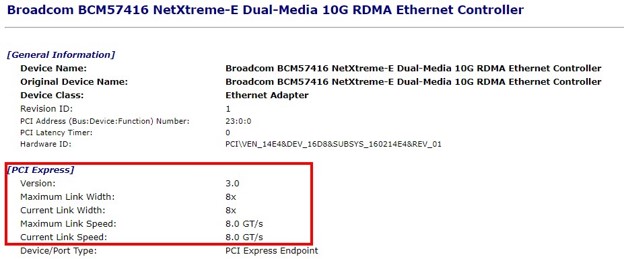 Broadcom BCM57416 NetXtreme-E Dual-Media 10G RDMA Ethernet Controller
[General Information]
Device Name: Broadcom BCM57416 NetXtreme-E Dual-Media 10G RDMA Ethernet Controller
Original Device Name: Broadcom BCM57416 NetXtreme-E Dual-Media 10G RDMA Ethernet Controller
Device Class: Ethernet Adapter
Revision ID: 1
PCI Address (Bus:Device:Function) Number: 23:0:0
PCI Latency Timer: 0
Hardware ID: PCI\VEN_14E4&DEV_16D8&SUBSYS_160214E4&REV_01
[PCI Express]
Version: 3.0
Maximum Link Width: 8x
Current Link Width: 8x
Maximum Link Speed: 8.0 GT/s
Current Link Speed: 8.0 GT/s
Device/Port Type: PCI Express Endpoint